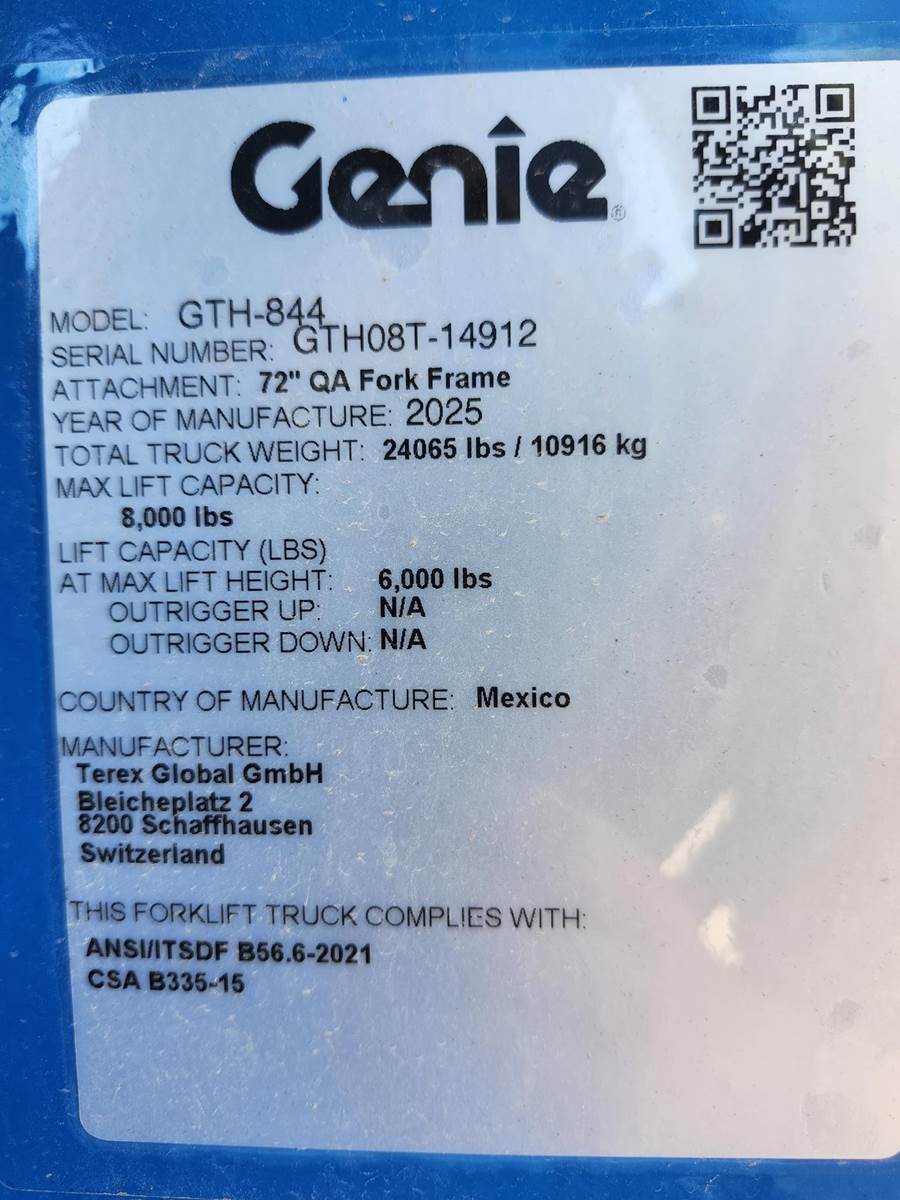 Genie®
MODEL: GTH-844
SERIAL NUMBER: GTH08T-14912
ATTACHMENT: 72" QA Fork Frame
YEAR OF MANUFACTURE: 2025
TOTAL TRUCK WEIGHT: 24065 lbs / 10916 kg
MAX LIFT CAPACITY:
8,000 lbs
LIFT CAPACITY (LBS)
AT MAX LIFT HEIGHT: 6,000 lbs
OUTRIGGER UP: N/A
OUTRIGGER DOWN: N/A
COUNTRY OF MANUFACTURE: Mexico
MANUFACTURER:
Terex Global GmbH
Bleicheplatz 2
8200 Schaffhausen
Switzerland
THIS FORKLIFT TRUCK COMPLIES WITH:
ANSI/ITSDF B56.6-2021
CSA B335-15